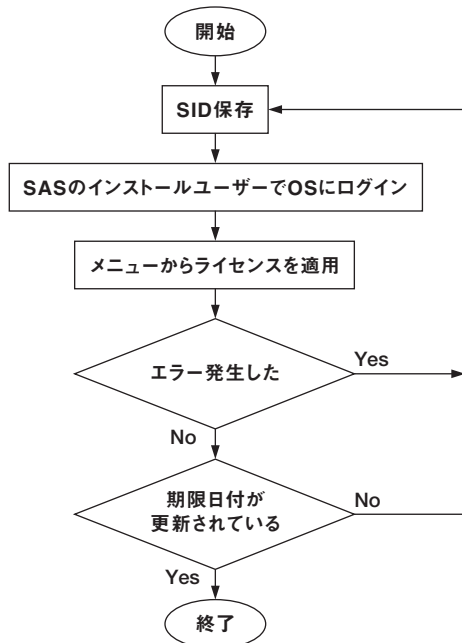 開始
SID保存
SASのインストールユーザーでOSにログイン
メニューからライセンスを適用
エラー発生した
Yes
No
期限日付が
更新されている
No
Yes
終了